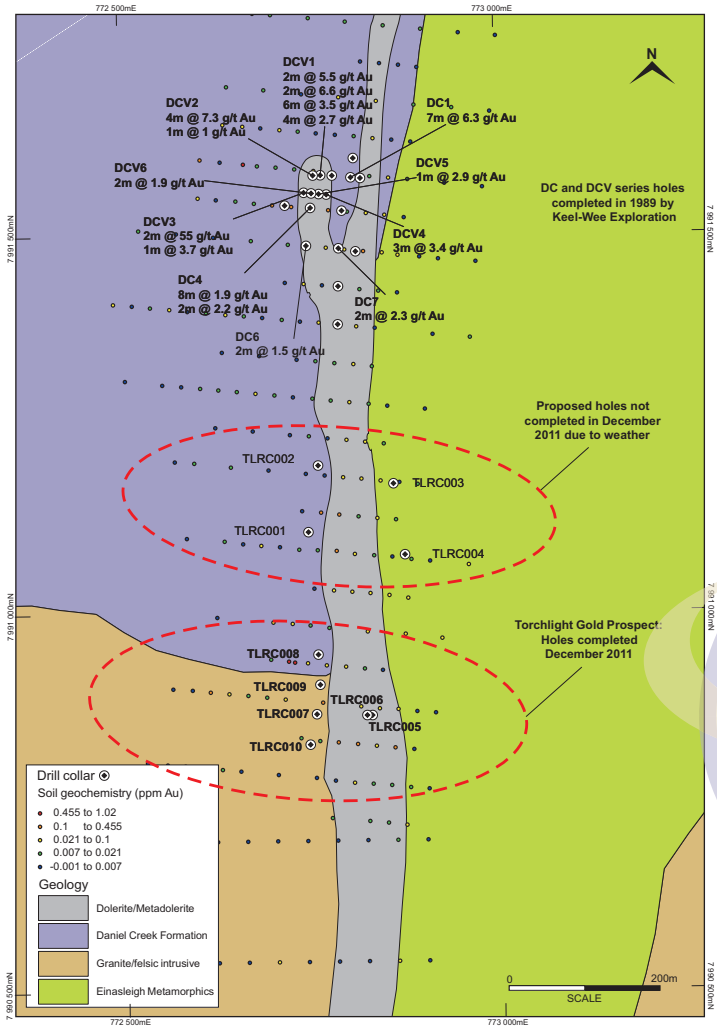 772 500mE
773 000mE
N
DCV1
2m @ 5.5 g/t Au
2m @ 6.6 g/t Au
6m @ 3.5 g/t Au
4m @ 2.7 g/t Au
DCV2
4m @ 7.3 g/t Au
1m @ 1 g/t Au
DC1
7m @ 6.3 g/t Au
DCV6
2m @ 1.9 g/t Au
DCV5
1m @ 2.9 g/t Au
DC and DCV series holes
completed in 1989 by
Keel-Wee Exploration
7 991 500mN
7 991 500mN
DCV3
2m @ 55 g/t Au
1m @ 3.7 g/t Au
DCV4
3m @ 3.4 g/t Au
DC4
8m @ 1.9 g/t Au
2m @ 2.2 g/t Au
DC7
2m @ 2.3 g/t Au
DC6
2m @ 1.5 g/t Au
Proposed holes not
completed in December
2011 due to weather
TLRC002
TLRC003
TLRC001
TLRC004
7 991 000mN
7 991 000mN
Torchlight Gold Prospect:
Holes completed
December 2011
TLRC008
TLRC009
TLRC006
TLRC007
TLRC005
TLRC010
Drill collar
Soil geochemistry (ppm Au)
0.455 to 1.02
0.1 to 0.455
0.021 to 0.1
0.007 to 0.021
-0.001 to 0.007
Geology
Dolerite/Metadolerite
Daniel Creek Formation
Granite/felsic intrusive
Einasleigh Metamorphics
0
200m
SCALE
7 990 500mN
7 990 500mN
772 500mE
773 000mE